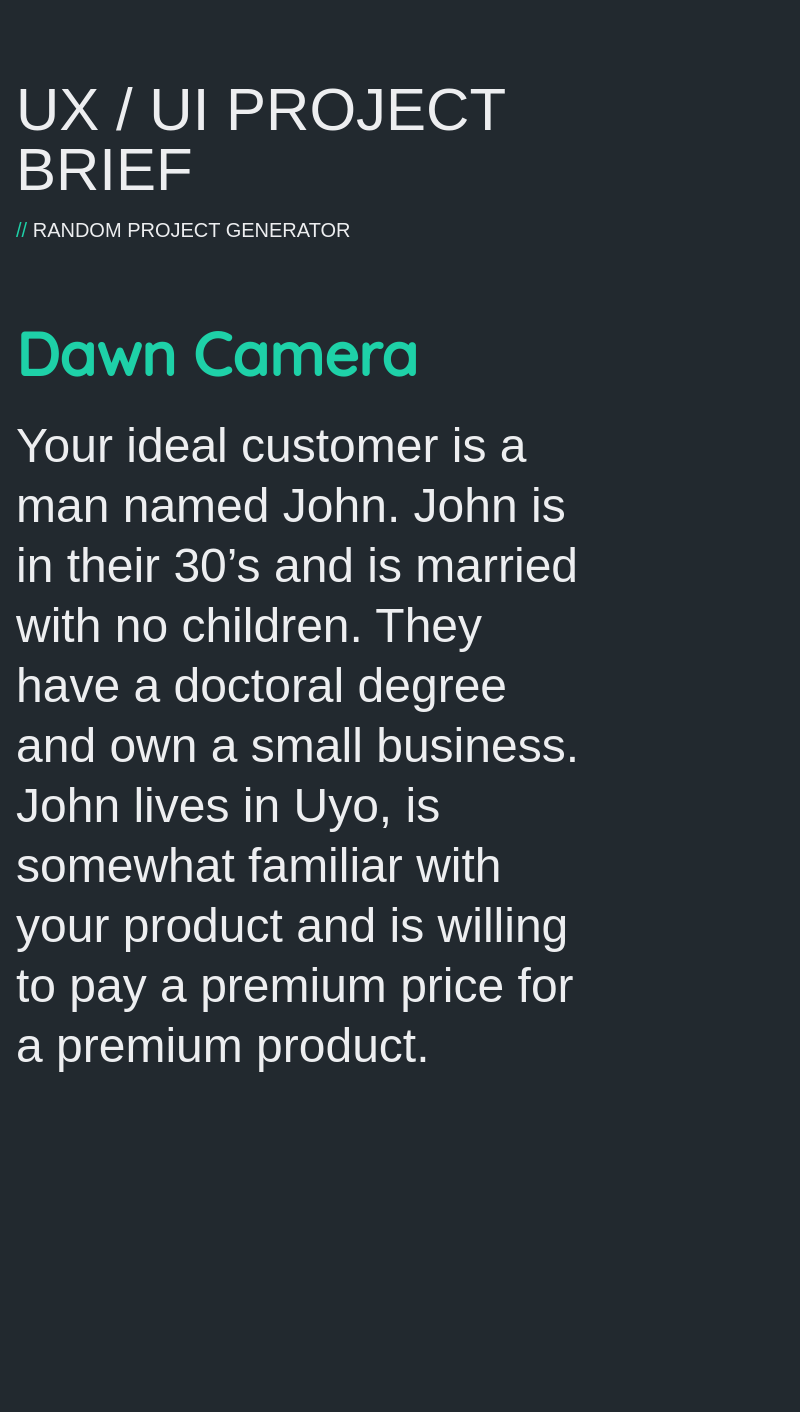 UX / UI PROJECT
BRIEF
// RANDOM PROJECT GENERATOR
Dawn Camera
Your ideal customer is a
man named John. John is
in their 30’s and is married
with no children. They
have a doctoral degree
and own a small business.
John lives in Uyo, is
somewhat familiar with
your product and is willing
to pay a premium price for
a premium product.